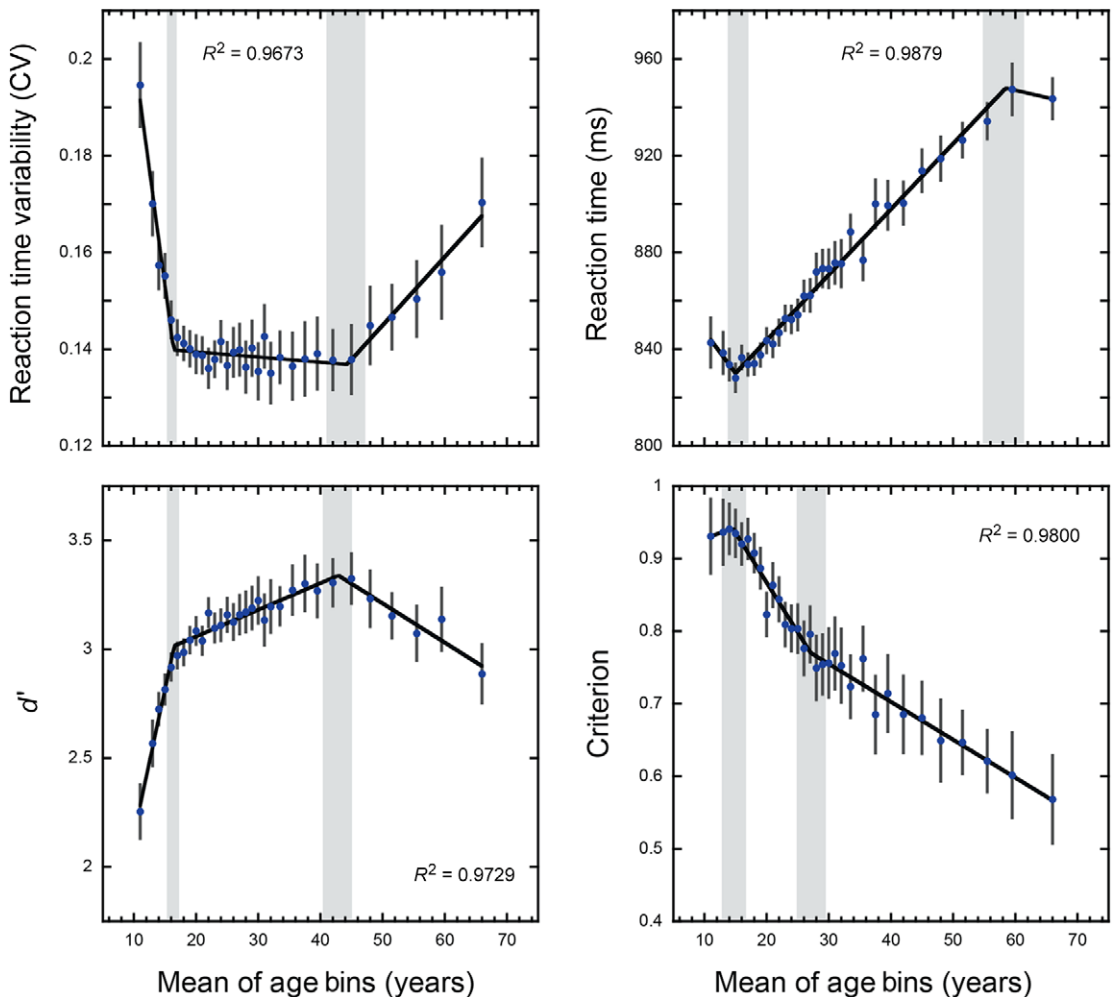 Reaction time variability (CV)
0.2
0.18
0.16
0.14
0.12
R² = 0.9673
Reaction time (ms)
960
920
880
840
800
R² = 0.9879
d'
3.5
3
2.5
2
R² = 0.9729
10 20 30 40 50 60 70
Mean of age bins (years)
Criterion
1
0.9
0.8
0.7
0.6
0.5
0.4
R² = 0.9800
10 20 30 40 50 60 70
Mean of age bins (years)